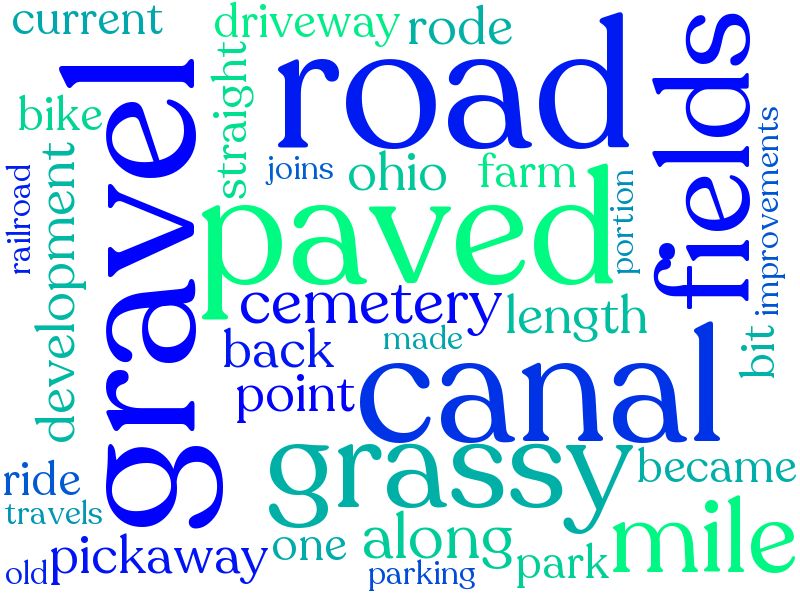 current
driveway
rode
road
fields
gravel
straight
bike
joins
ohio
farm
portion
improvements
railroad
development
paved
cemetery
length
back
made
bit
point
canal
grassy
became
ride
travels
mile
along
one
pickaway
park
old
parking